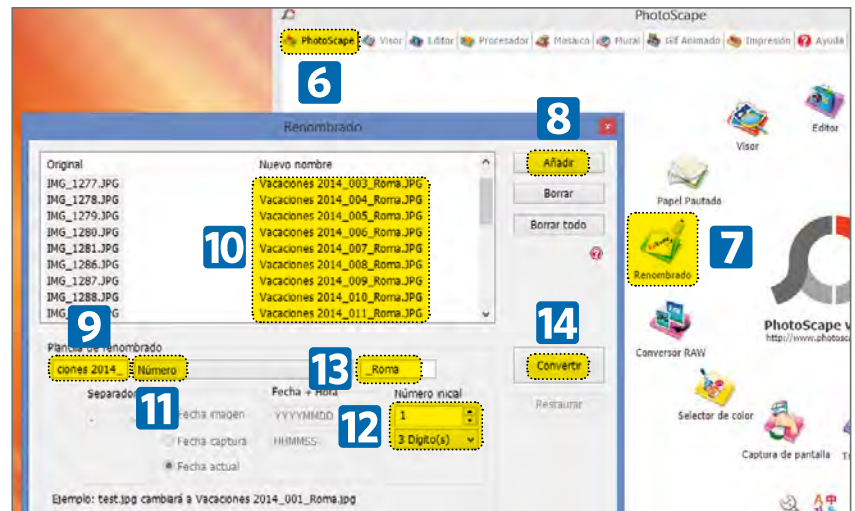 PhotoScape
PhotoScape Visor Editor Procesador Mosaico Mural Gif Animado Impresión Ayuda
6
Renombrado
8
Original Nuevo nombre
Añadir
IMG_1277.JPG Vacaciones 2014_003_Roma.JPG
IMG_1278.JPG Vacaciones 2014_004_Roma.JPG
Borrar
IMG_1279.JPG Vacaciones 2014_005_Roma.JPG
IMG_1280.JPG Vacaciones 2014_006_Roma.JPG
Borrar todo
IMG_1281.JPG Vacaciones 2014_007_Roma.JPG
10
IMG_1286.JPG Vacaciones 2014_008_Roma.JPG
IMG_1287.JPG Vacaciones 2014_009_Roma.JPG
IMG_1288.JPG Vacaciones 2014_010_Roma.JPG
Vacaciones 2014_011_Roma.JPG
9
14
Plantilla de renombrado
ciones 2014_ Número
13
_Roma
Convertir
Separador
11
Fecha + Hora
Número inicial
Restaurar
Fecha imagen
YYYYMMDD
12
1
Fecha captura
HHMMSS
3 Dígito(s)
Fecha actual
Ejemplo: test.jpg cambiará a Vacaciones 2014_001_Roma.jpg
Visor
Editor
Papel Pautado
Renombrado
7
Conversor RAW
PhotoScape
Selector de color
Captura de pantalla